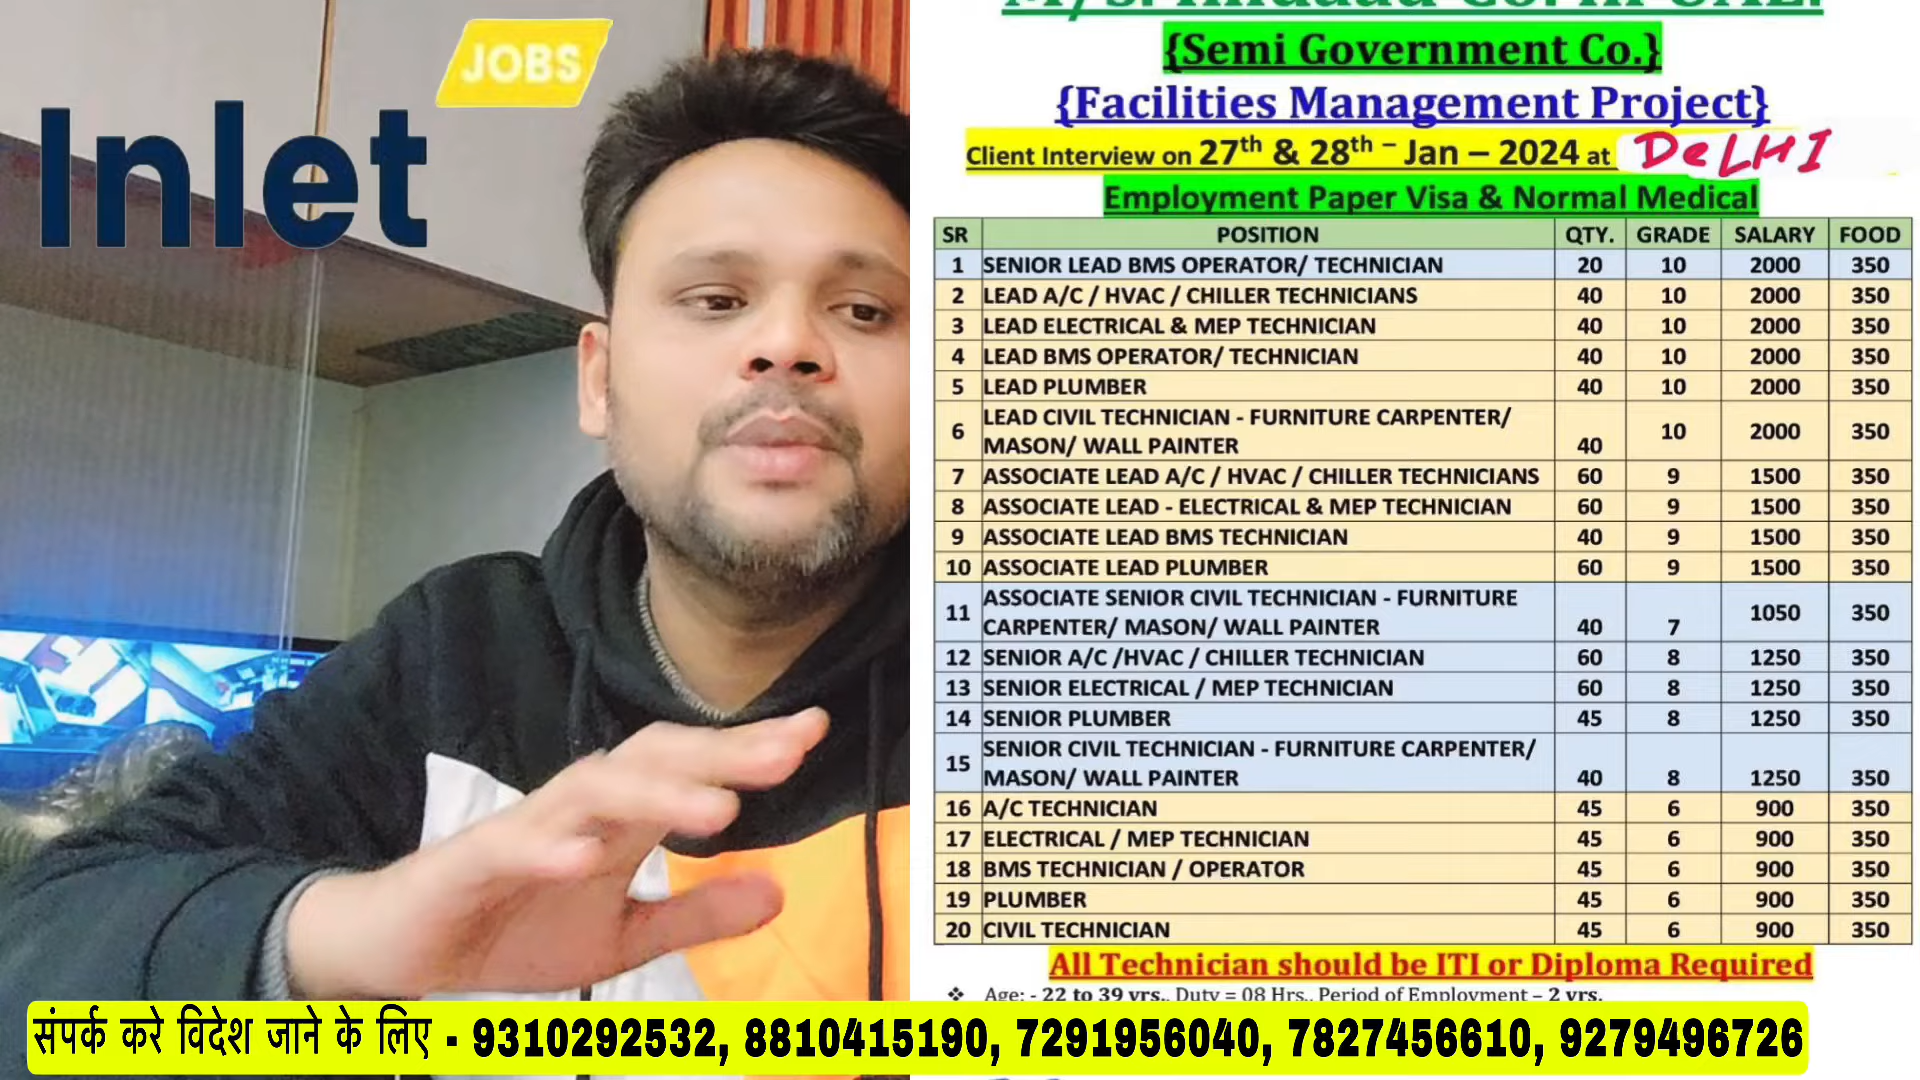 JOBS
Inlet
{Semi Government Co.}
{Facilities Management Project}
Client Interview on 27th & 28th – Jan – 2024 at DeLHI
Employment Paper Visa & Normal Medical
SR POSITION QTY. GRADE SALARY FOOD
1 SENIOR LEAD BMS OPERATOR/ TECHNICIAN 20 10 2000 350
2 LEAD A/C / HVAC / CHILLER TECHNICIANS 40 10 2000 350
3 LEAD ELECTRICAL & MEP TECHNICIAN 40 10 2000 350
4 LEAD BMS OPERATOR/ TECHNICIAN 40 10 2000 350
5 LEAD PLUMBER 40 10 2000 350
6 LEAD CIVIL TECHNICIAN - FURNITURE CARPENTER/
MASON/ WALL PAINTER 40 10 2000 350
7 ASSOCIATE LEAD A/C / HVAC / CHILLER TECHNICIANS 60 9 1500 350
8 ASSOCIATE LEAD - ELECTRICAL & MEP TECHNICIAN 60 9 1500 350
9 ASSOCIATE LEAD BMS TECHNICIAN 40 9 1500 350
10 ASSOCIATE LEAD PLUMBER 60 9 1500 350
11 ASSOCIATE SENIOR CIVIL TECHNICIAN - FURNITURE
CARPENTER/ MASON/ WALL PAINTER 40 7 1050 350
12 SENIOR A/C /HVAC / CHILLER TECHNICIAN 60 8 1250 350
13 SENIOR ELECTRICAL / MEP TECHNICIAN 60 8 1250 350
14 SENIOR PLUMBER 45 8 1250 350
15 SENIOR CIVIL TECHNICIAN - FURNITURE CARPENTER/
MASON/ WALL PAINTER 40 8 1250 350
16 A/C TECHNICIAN 45 6 900 350
17 ELECTRICAL / MEP TECHNICIAN 45 6 900 350
18 BMS TECHNICIAN / OPERATOR 45 6 900 350
19 PLUMBER 45 6 900 350
20 CIVIL TECHNICIAN 45 6 900 350
All Technician should be ITI or Diploma Required
❖ Age: - 22 to 39 yrs., Duty = 08 Hrs., Period of Employment – 2 yrs.
संपर्क करे विदेश जाने के लिए - 9310292532, 8810415190, 7291956040, 7827456610, 9279496726